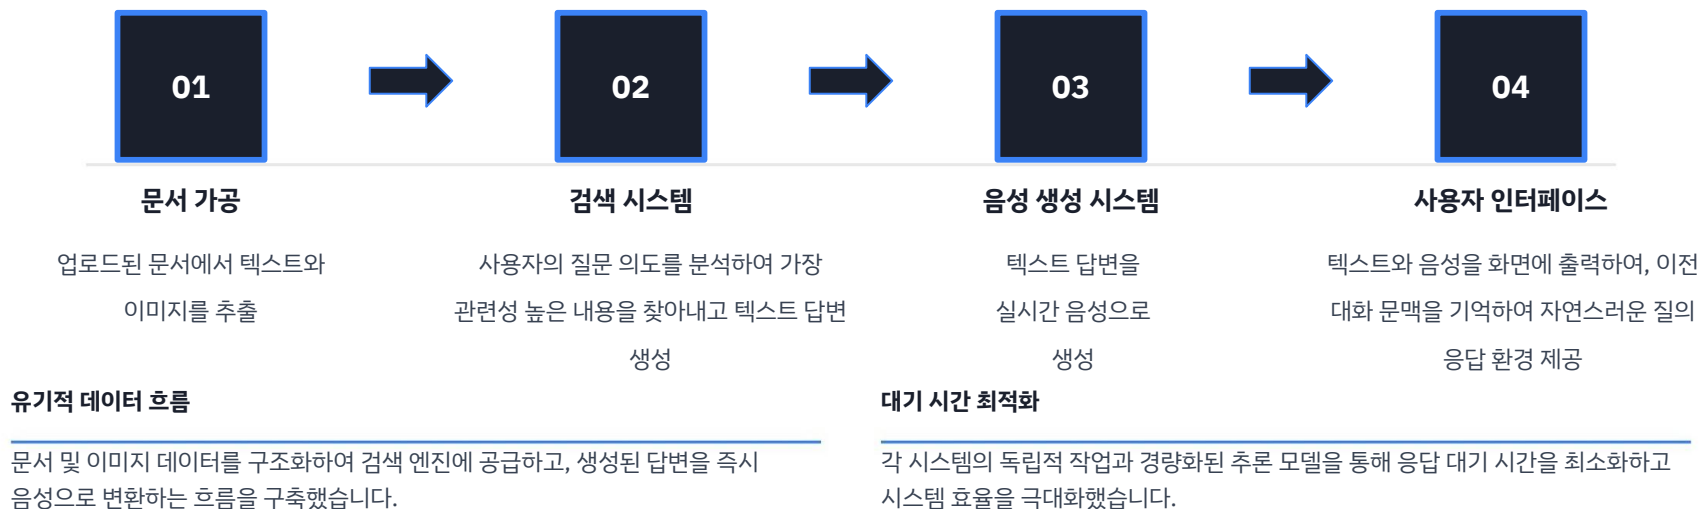 01
02
03
04
문서 가공
업로드된 문서에서 텍스트와
이미지를 추출
검색 시스템
사용자의 질문 의도를 분석하여 가장
관련성 높은 내용을 찾아내고 텍스트 답변
생성
음성 생성 시스템
텍스트 답변을
실시간 음성으로
생성
사용자 인터페이스
텍스트와 음성을 화면에 출력하여, 이전
대화 문맥을 기억하여 자연스러운 질의
응답 환경 제공
유기적 데이터 흐름
문서 및 이미지 데이터를 구조화하여 검색 엔진에 공급하고, 생성된 답변을 즉시
음성으로 변환하는 흐름을 구축했습니다.
대기 시간 최적화
각 시스템의 독립적 작업과 경량화된 추론 모델을 통해 응답 대기 시간을 최소화하고
시스템 효율을 극대화했습니다.